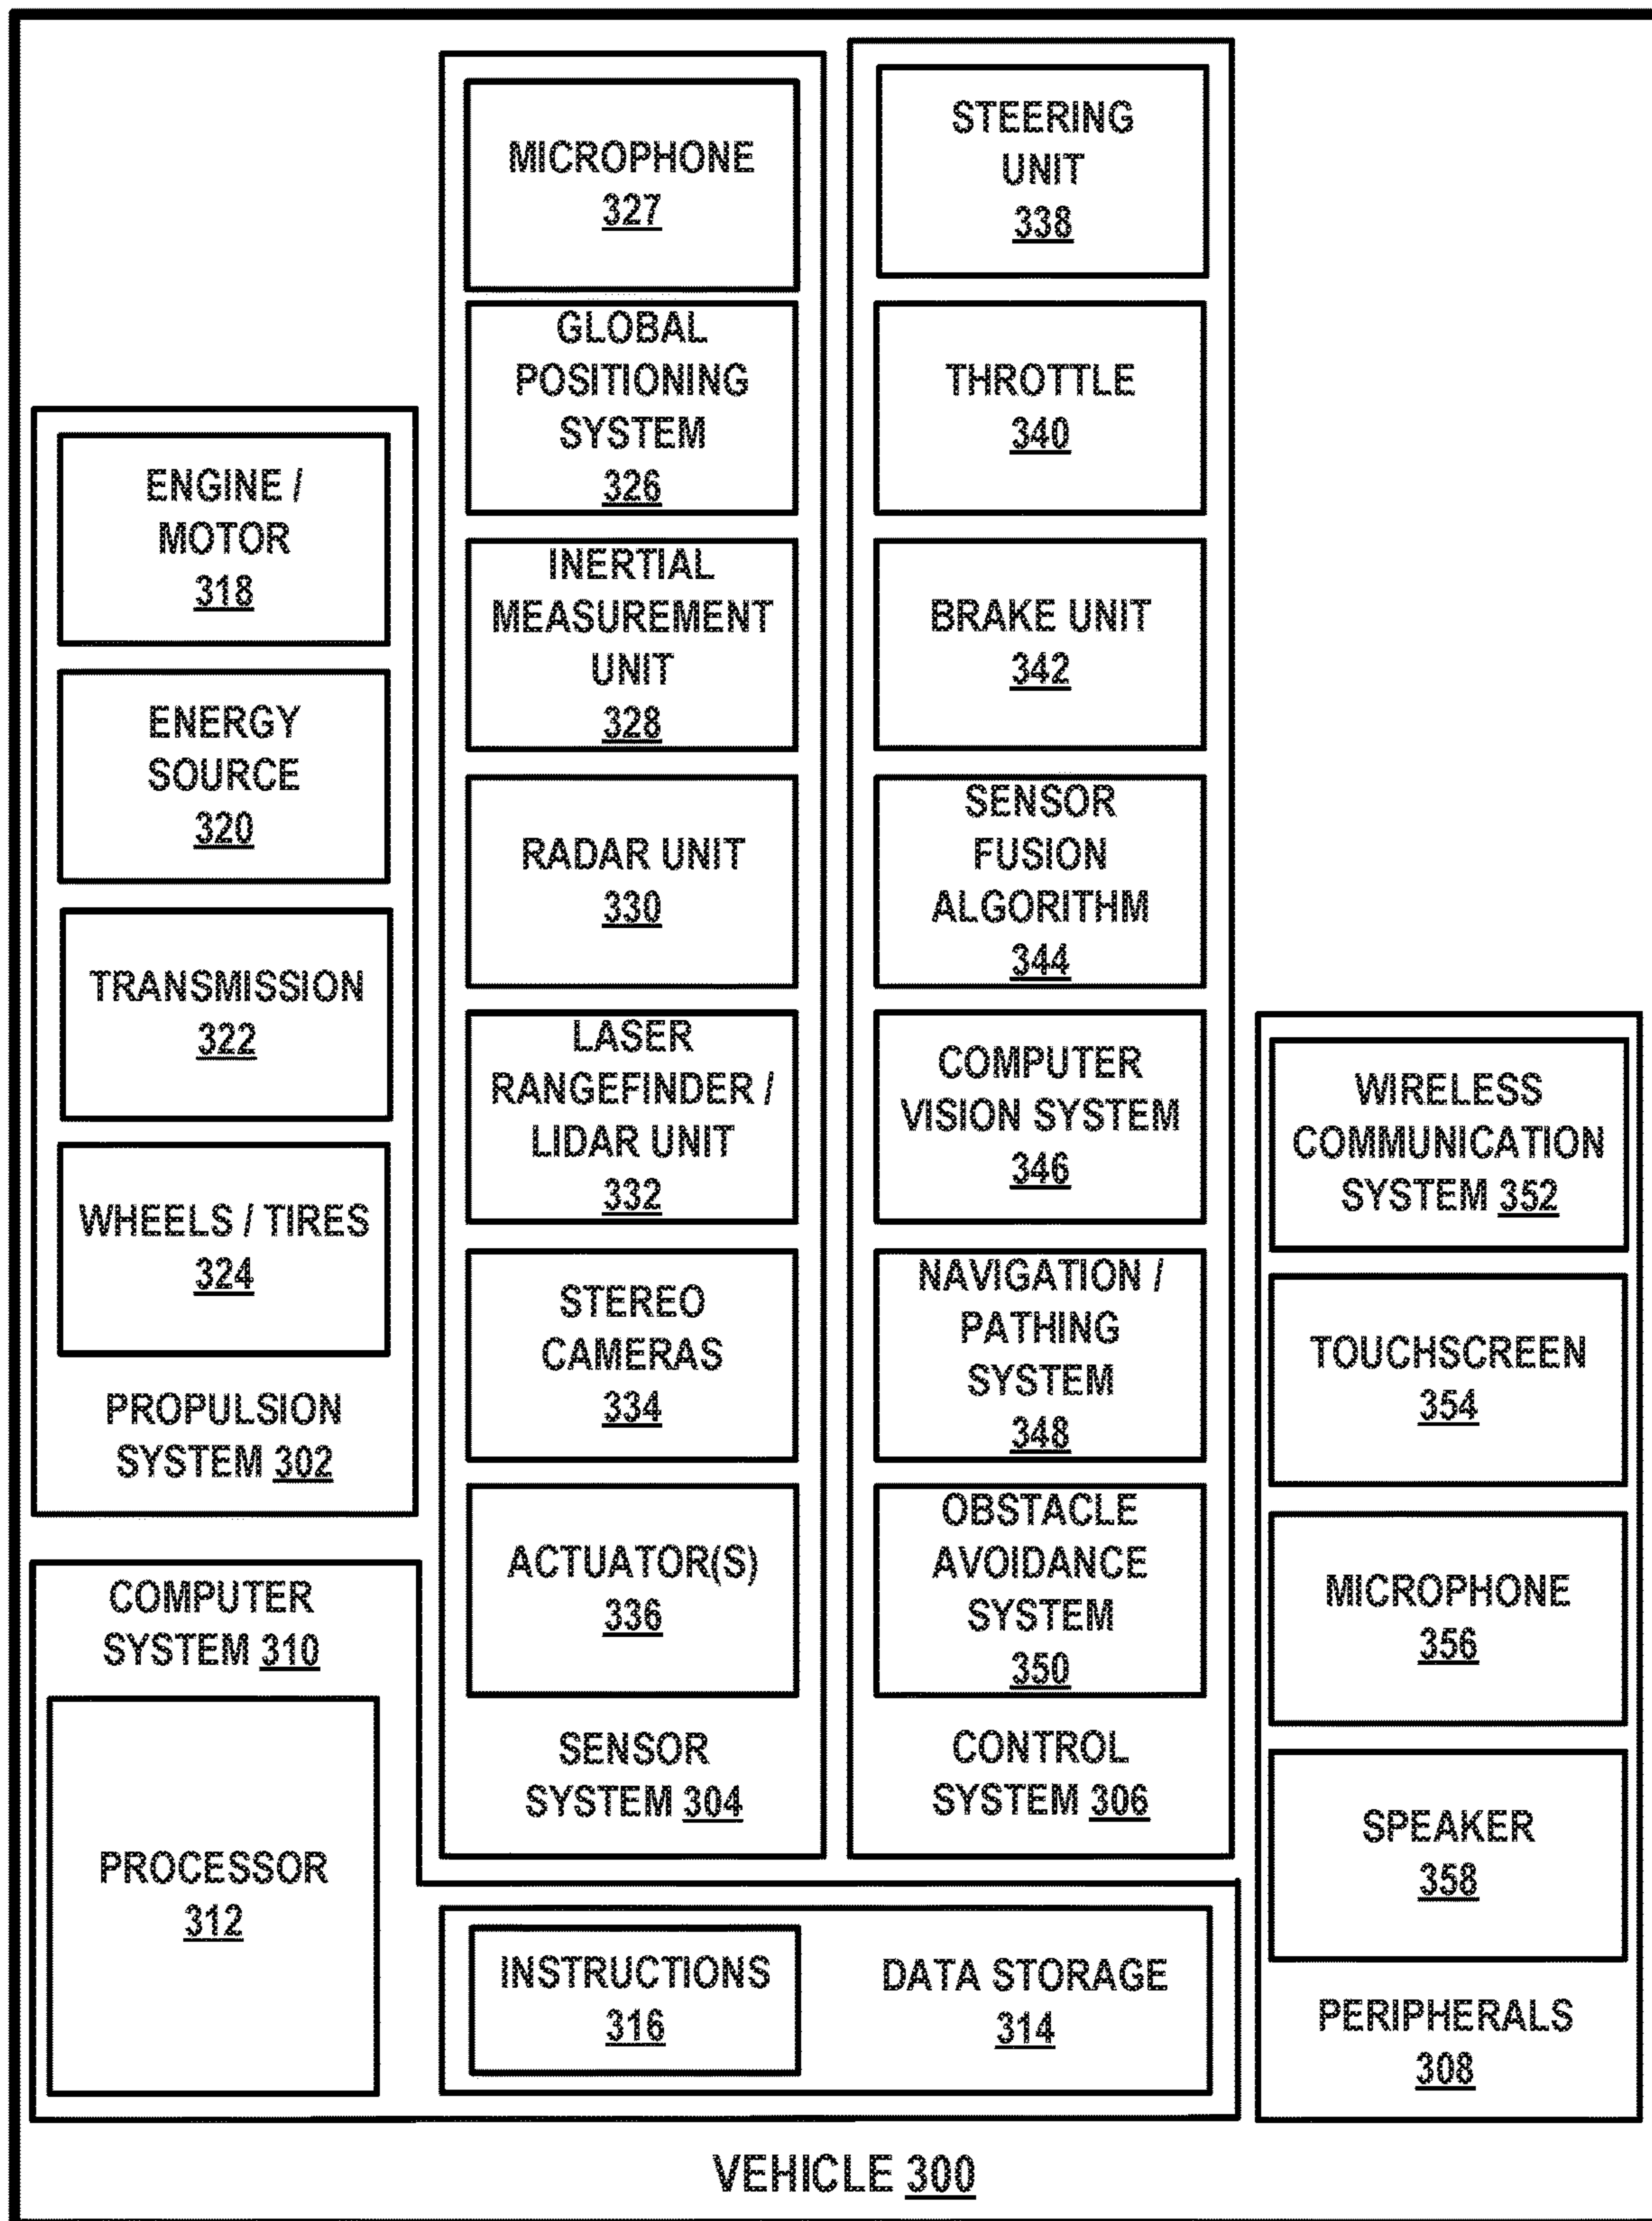 ENGINE /
MOTOR
318
ENERGY
SOURCE
320
TRANSMISSION
322
WHEELS / TIRES
324
PROPULSION
SYSTEM 302
COMPUTER
SYSTEM 310
PROCESSOR
312
MICROPHONE
327
GLOBAL
POSITIONING
SYSTEM
326
INERTIAL
MEASUREMENT
UNIT
328
RADAR UNIT
330
LASER
RANGEFINDER /
LIDAR UNIT
332
STEREO
CAMERAS
334
ACTUATOR(S)
336
SENSOR
SYSTEM 304
STEERING
UNIT
338
THROTTLE
340
BRAKE UNIT
342
SENSOR
FUSION
ALGORITHM
344
COMPUTER
VISION SYSTEM
346
NAVIGATION /
PATHING
SYSTEM
348
OBSTACLE
AVOIDANCE
SYSTEM
350
CONTROL
SYSTEM 306
INSTRUCTIONS
316
DATA STORAGE
314
WIRELESS
COMMUNICATION
SYSTEM 352
TOUCHSCREEN
354
MICROPHONE
356
SPEAKER
358
PERIPHERALS
308
VEHICLE 300